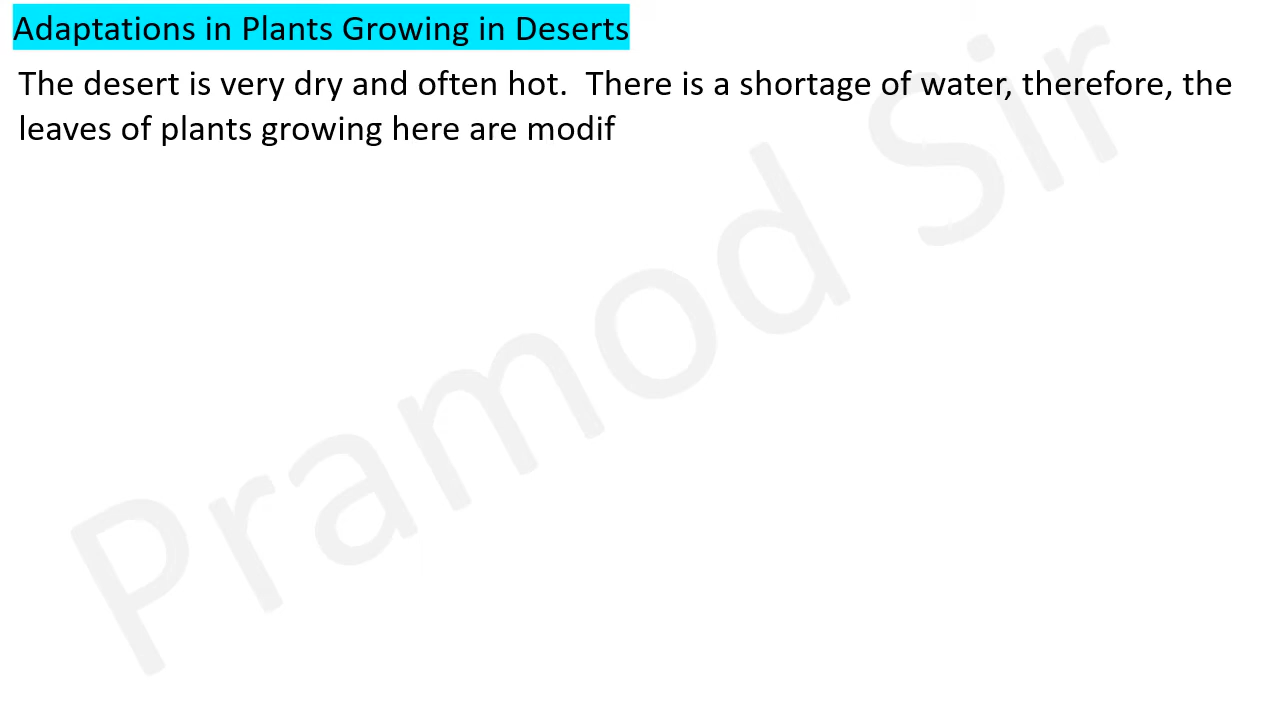 Adaptations in Plants Growing in Deserts
The desert is very dry and often hot.  There is a shortage of water, therefore, the
leaves of plants growing here are modif
Pramod Sir